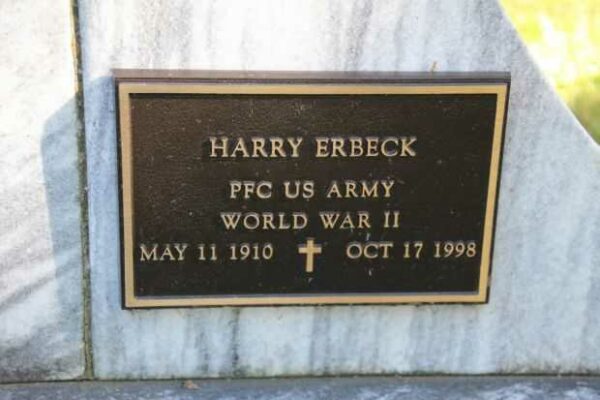 HARRY ERBECK
PFC US ARMY
WORLD WAR II
MAY 11 1910 OCT 17 1998